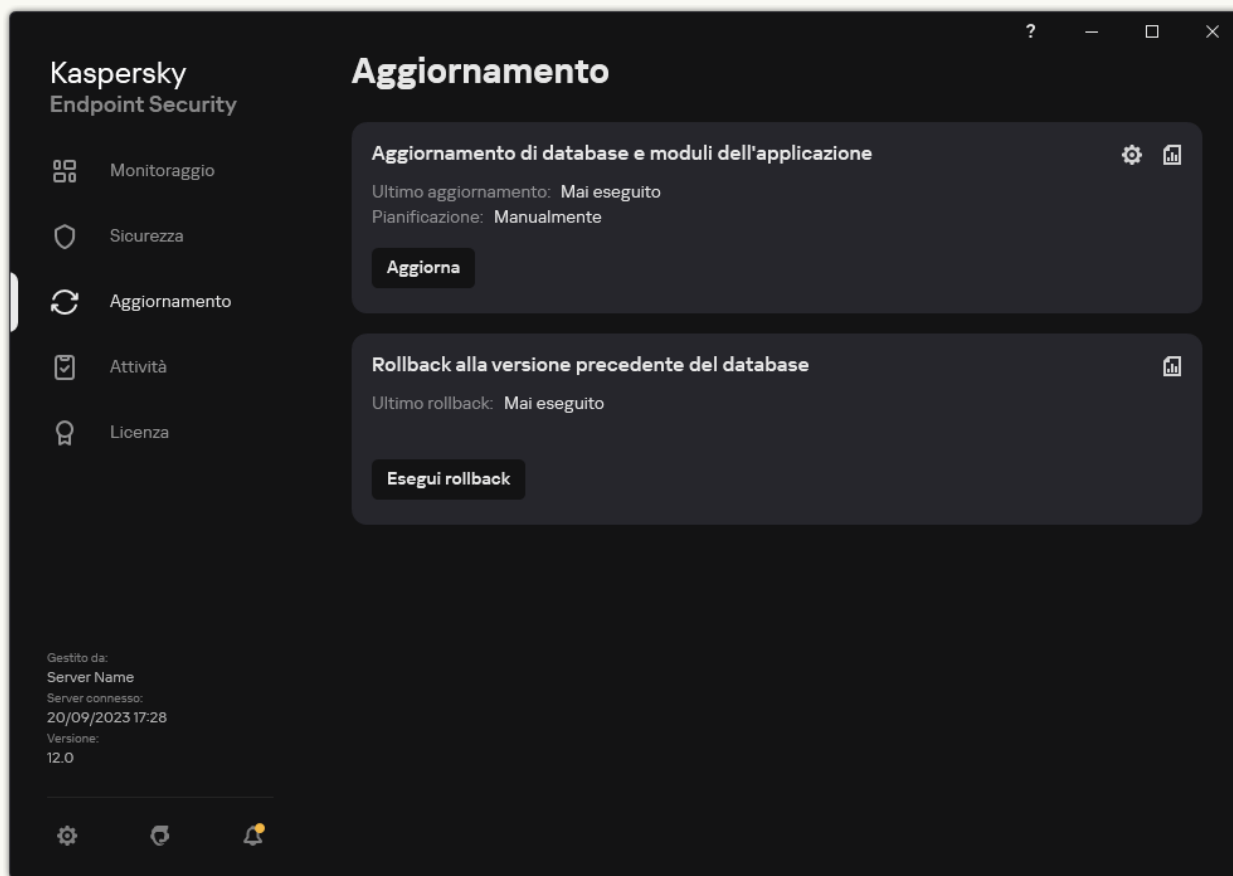 ?
Kaspersky
Endpoint Security
Monitoraggio
Sicurezza
Aggiornamento
Attività
Licenza
Gestito da:
Server Name
Server connesso:
20/09/2023 17:28
Versione:
12.0
Aggiornamento
Aggiornamento di database e moduli dell'applicazione
Ultimo aggiornamento: Mai eseguito
Pianificazione: Manualmente
Aggiorna
Rollback alla versione precedente del database
Ultimo rollback: Mai eseguito
Esegui rollback